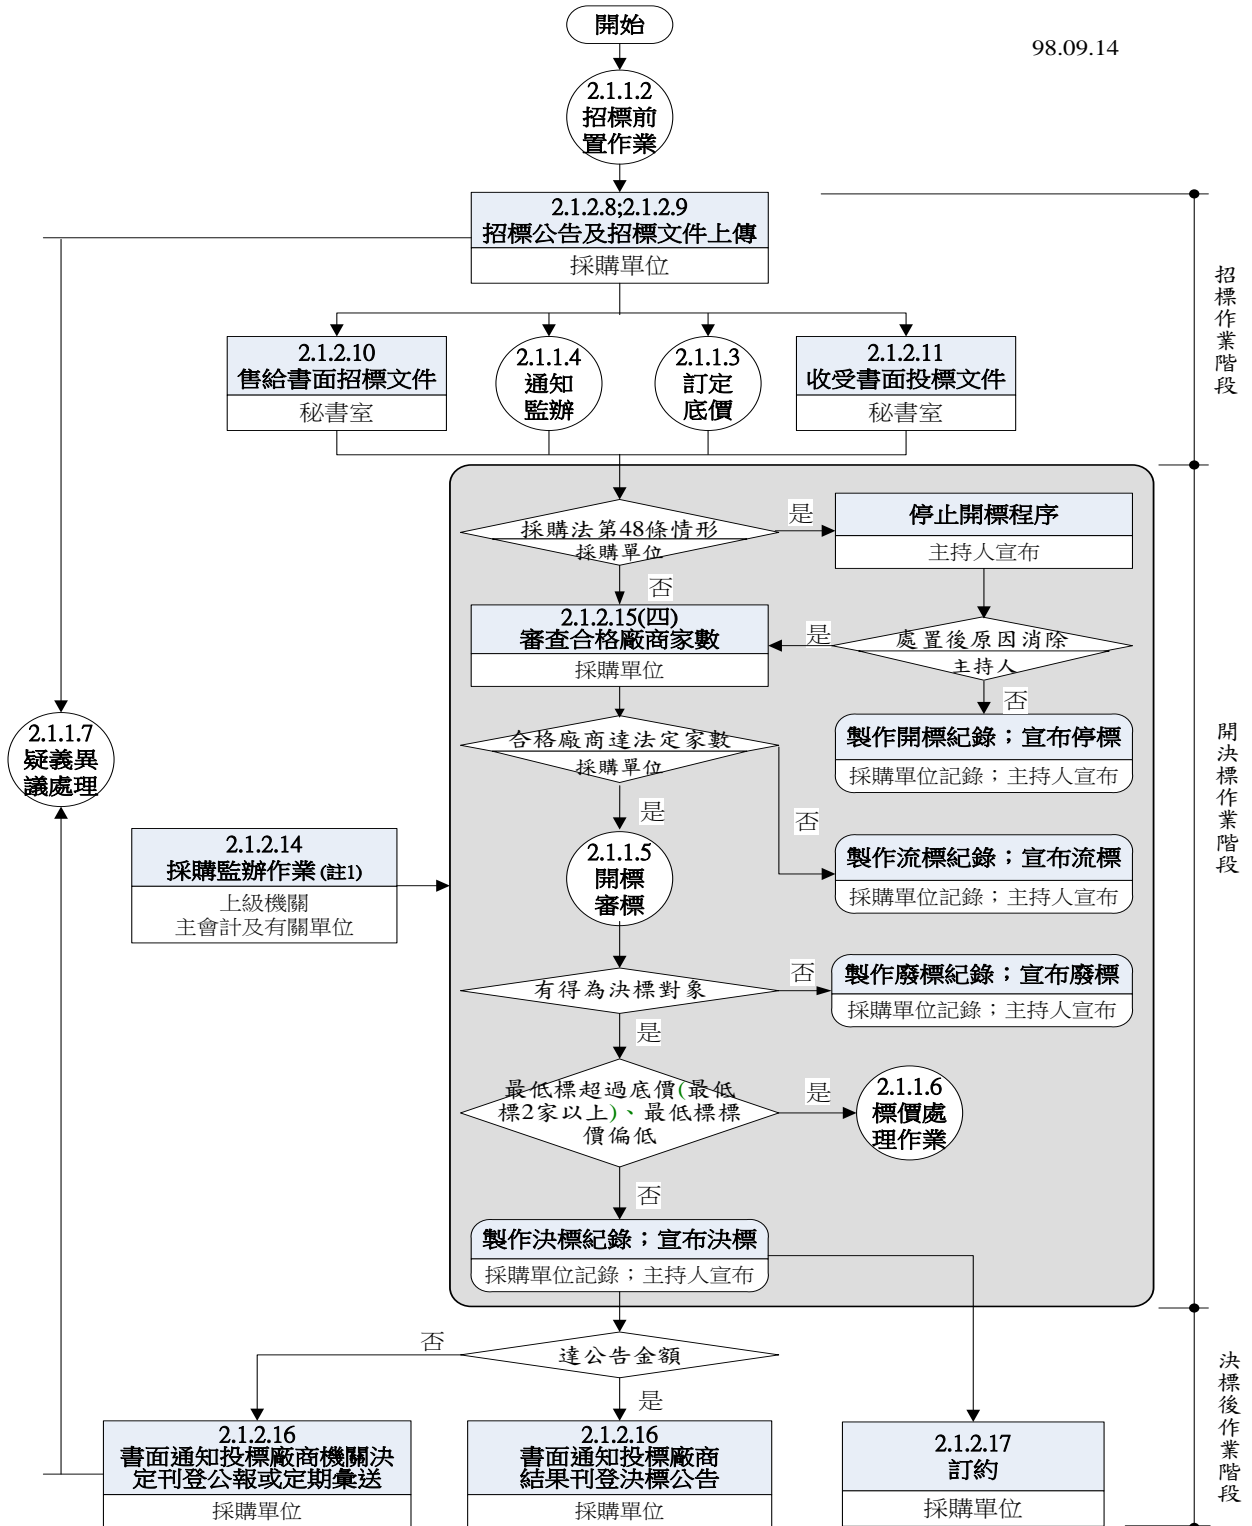 開始
98.09.14
2.1.1.2
招標前
置作業
2.1.2.8;2.1.2.9
招標公告及招標文件上傳
採購單位
招標作業階段
2.1.2.10
售給書面招標文件
秘書室
2.1.1.4
通知
監辦
2.1.1.3
訂定
底價
2.1.2.11
收受書面投標文件
秘書室
採購法第48條情形
採購單位
是
停止開標程序
主持人宣布
否
2.1.2.15(四)
審查合格廠商家數
採購單位
是
處置後原因消除
主持人
否
合格廠商達法定家數
採購單位
製作開標紀錄；宣布停標
採購單位記錄；主持人宣布
開決標作業階段
2.1.1.7
疑義異
議處理
是
否
2.1.2.14
採購監辦作業(註1)
上級機關
主會計及有關單位
2.1.1.5
開標
審標
製作流標紀錄；宣布流標
採購單位記錄；主持人宣布
有得為決標對象
否
製作廢標紀錄；宣布廢標
採購單位記錄；主持人宣布
是
最低標超過底價(最低
標2家以上)、最低標標
價偏低
是
2.1.1.6
標價處
理作業
否
製作決標紀錄；宣布決標
採購單位記錄；主持人宣布
達公告金額
否
是
決標後作業階段
2.1.2.16
書面通知投標廠商機關決
定刊登公報或定期彙送
採購單位
2.1.2.16
書面通知投標廠商
結果刊登決標公告
採購單位
2.1.2.17
訂約
採購單位